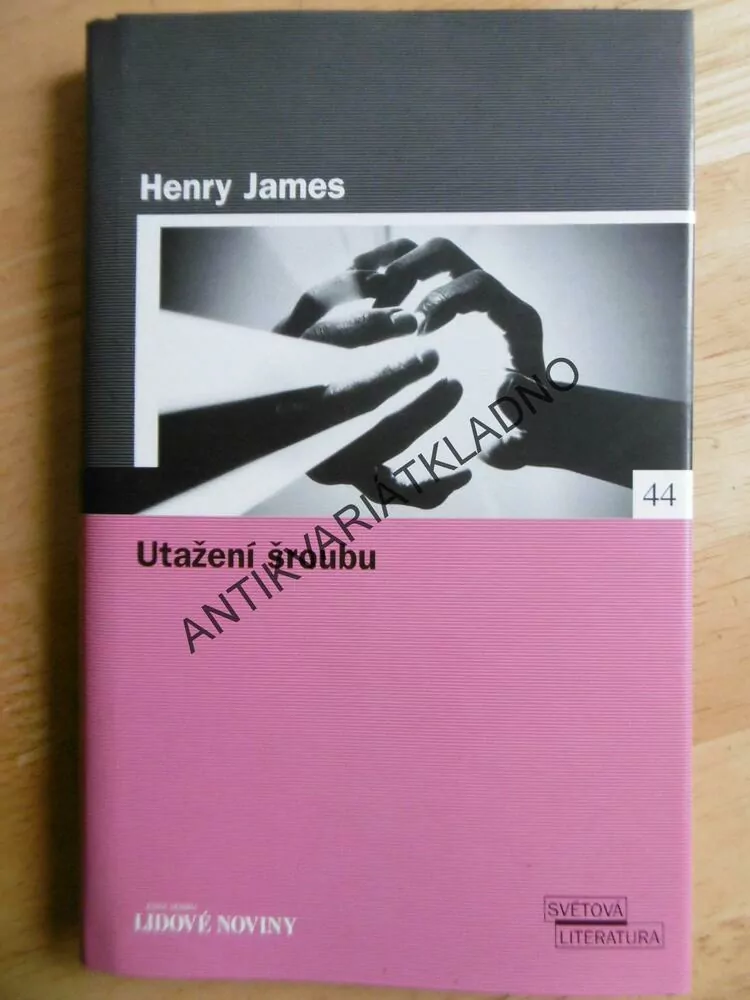 Henry James
44
Utažení šroubu
ANTIKVARIÁTKLADNO
LIDOVÉ NOVINY
SVĚTOVÁ
LITERATURA